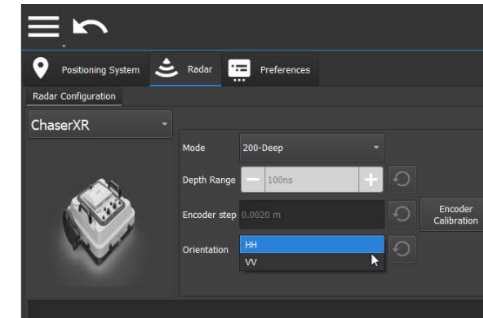 Positioning System Radar Preferences
Radar Configuration
ChaserXR
Mode 200-Deep
Depth Range 100ns
Encoder step 0.0020 m Encoder Calibration
Orientation HH
VV